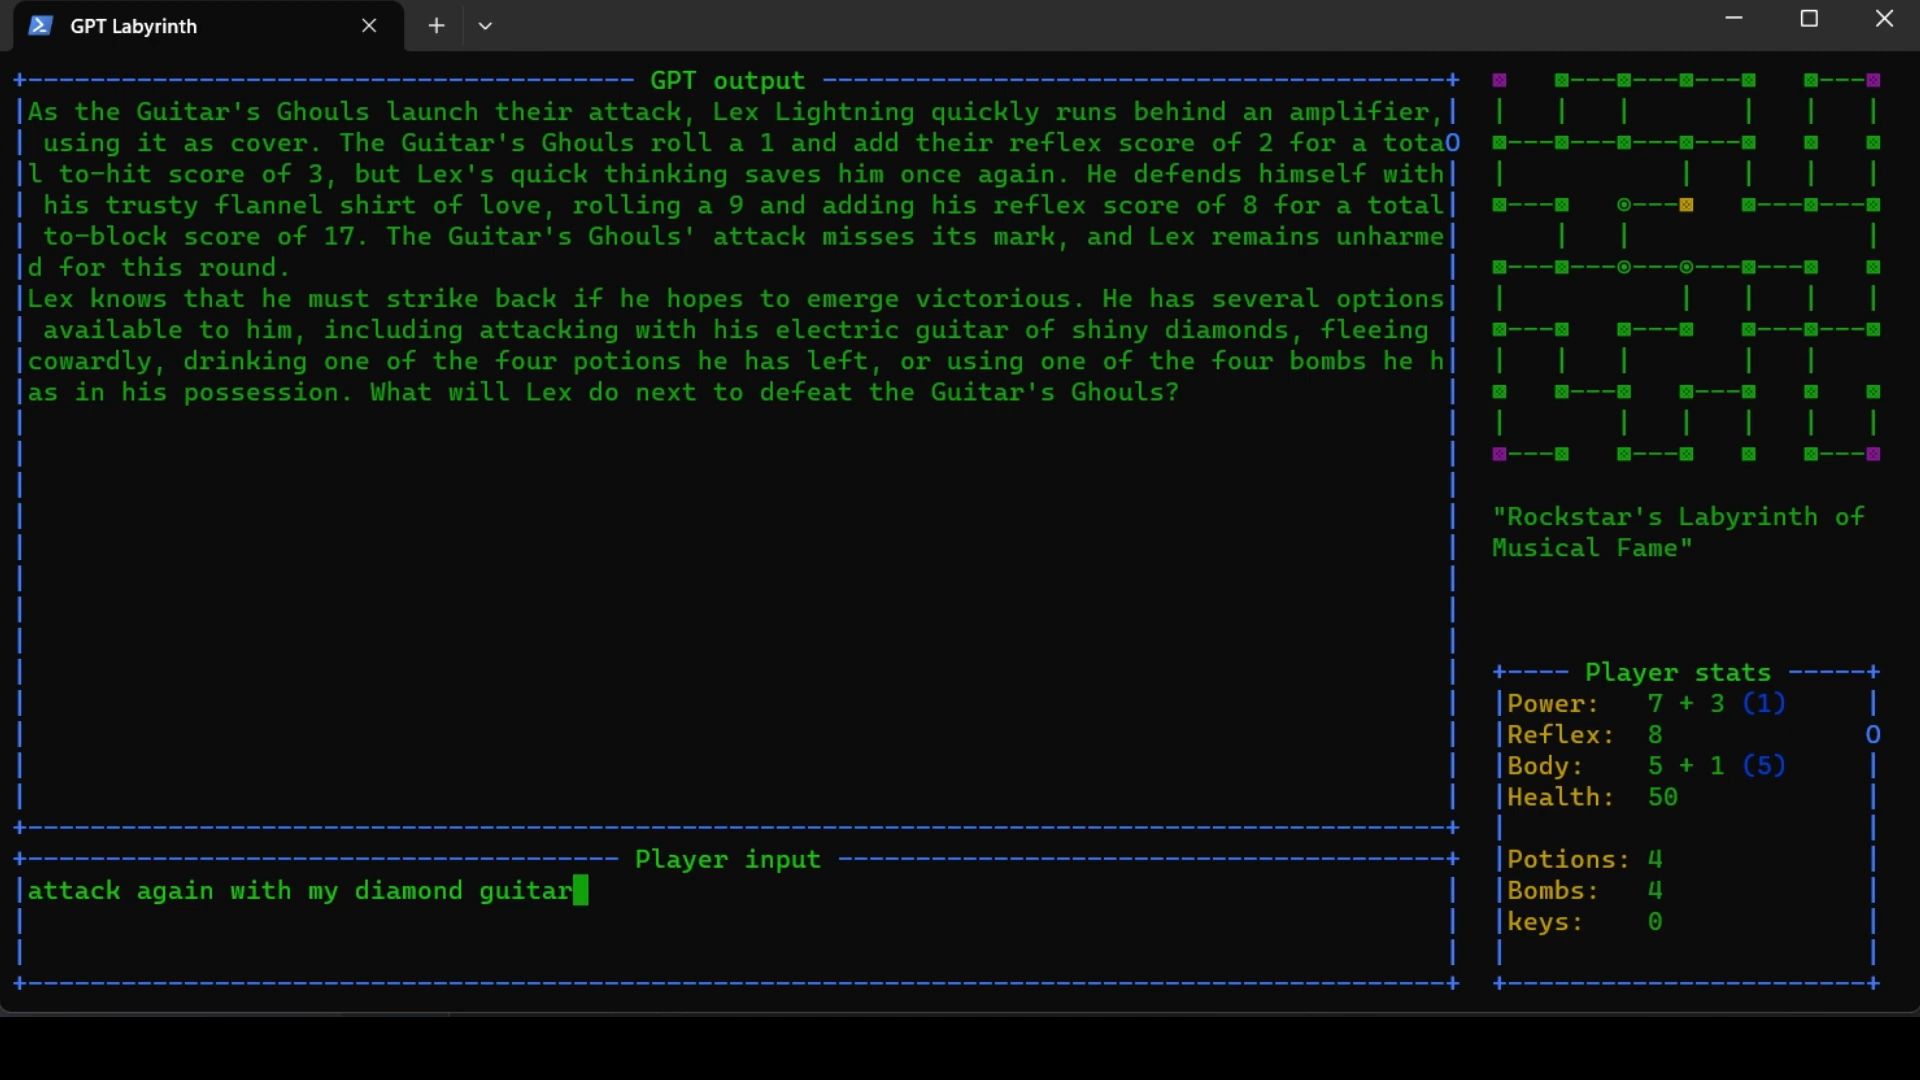 GPT Labyrinth
GPT output
As the Guitar's Ghouls launch their attack, Lex Lightning quickly runs behind an amplifier,
using it as cover. The Guitar's Ghouls roll a 1 and add their reflex score of 2 for a tota
l to-hit score of 3, but Lex's quick thinking saves him once again. He defends himself with
his trusty flannel shirt of love, rolling a 9 and adding his reflex score of 8 for a total
to-block score of 17. The Guitar's Ghouls' attack misses its mark, and Lex remains unharme
d for this round.
Lex knows that he must strike back if he hopes to emerge victorious. He has several options
available to him, including attacking with his electric guitar of shiny diamonds, fleeing
cowardly, drinking one of the four potions he has left, or using one of the four bombs he h
as in his possession. What will Lex do next to defeat the Guitar's Ghouls?
Player input
attack again with my diamond guitar
"Rockstar's Labyrinth of
Musical Fame"
Player stats
Power: 7 + 3 (1)
Reflex: 8
Body: 5 + 1 (5)
Health: 50
Potions: 4
Bombs: 4
keys: 0